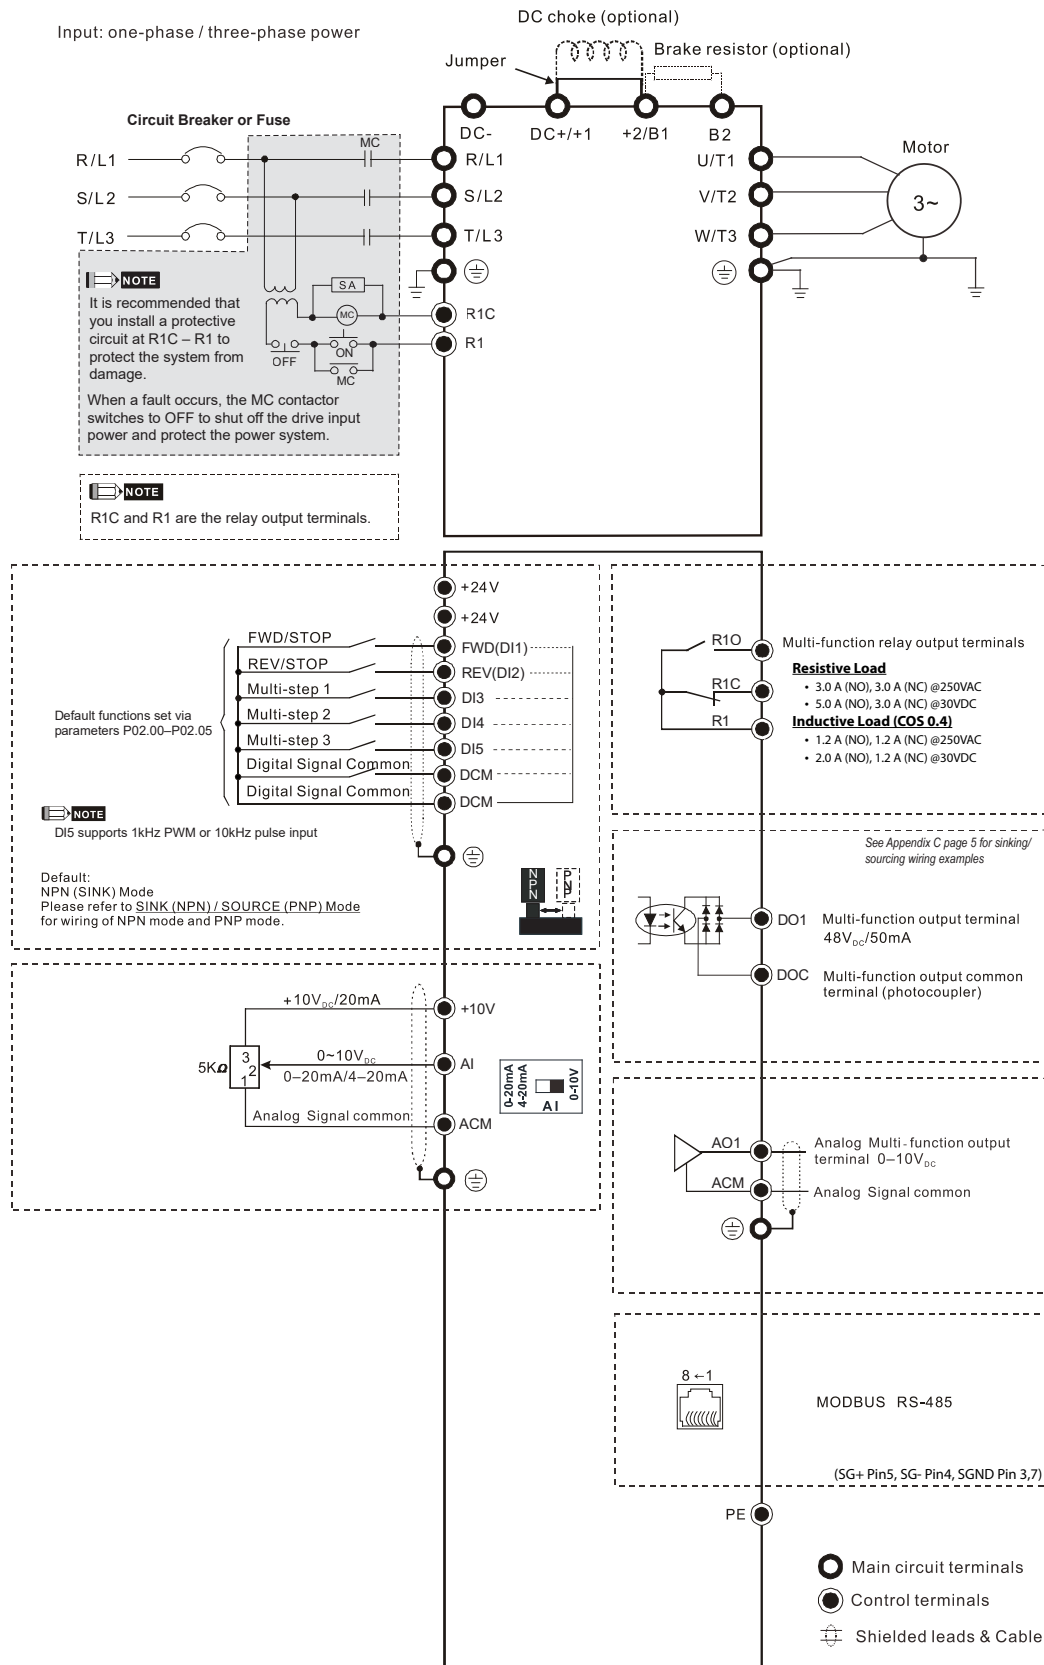 DC choke (optional)
Input: one-phase / three-phase power
Jumper
Brake resistor (optional)
Circuit Breaker or Fuse
DC-
DC+/+1
+2/B1
B2
MC
R/L1
R/L1
U/T1
Motor
S/L2
S/L2
V/T2
3~
T/L3
T/L3
W/T3
NOTE
It is recommended that
you install a protective
circuit at R1C – R1 to
protect the system from
damage.
When a fault occurs, the MC contactor
switches to OFF to shut off the drive input
power and protect the power system.
SA
MC
R1C
OFF
ON
R1
MC
NOTE
R1C and R1 are the relay output terminals.
+24V
+24V
FWD/STOP
FWD(DI1)
REV/STOP
REV(DI2)
Multi-step 1
DI3
Default functions set via
parameters P02.00–P02.05
Multi-step 2
DI4
Multi-step 3
DI5
Digital Signal Common
DCM
Digital Signal Common
DCM
NOTE
DI5 supports 1kHz PWM or 10kHz pulse input
Default:
NPN (SINK) Mode
Please refer to SINK (NPN) / SOURCE (PNP) Mode
for wiring of NPN mode and PNP mode.
NPN
PNP
R1O
Multi-function relay output terminals
Resistive Load
• 3.0 A (NO), 3.0 A (NC) @250VAC
• 5.0 A (NO), 3.0 A (NC) @30VDC
R1C
R1
Inductive Load (COS 0.4)
• 1.2 A (NO), 1.2 A (NC) @250VAC
• 2.0 A (NO), 1.2 A (NC) @30VDC
See Appendix C page 5 for sinking/
sourcing wiring examples
DO1
Multi-function output terminal
48VDC/50mA
DOC
Multi-function output common
terminal (photocoupler)
+10VDC/20mA
+10V
5KΩ
3
2
1
0~10VDC
0–20mA/4–20mA
AI
0-20mA
4-20mA
AI
0-10V
Analog Signal common
ACM
AO1
Analog Multi-function output
terminal 0–10VDC
ACM
Analog Signal common
8 ←1
MODBUS RS-485
(SG+ Pin5, SG- Pin4, SGND Pin 3,7)
PE
Main circuit terminals
Control terminals
Shielded leads & Cable